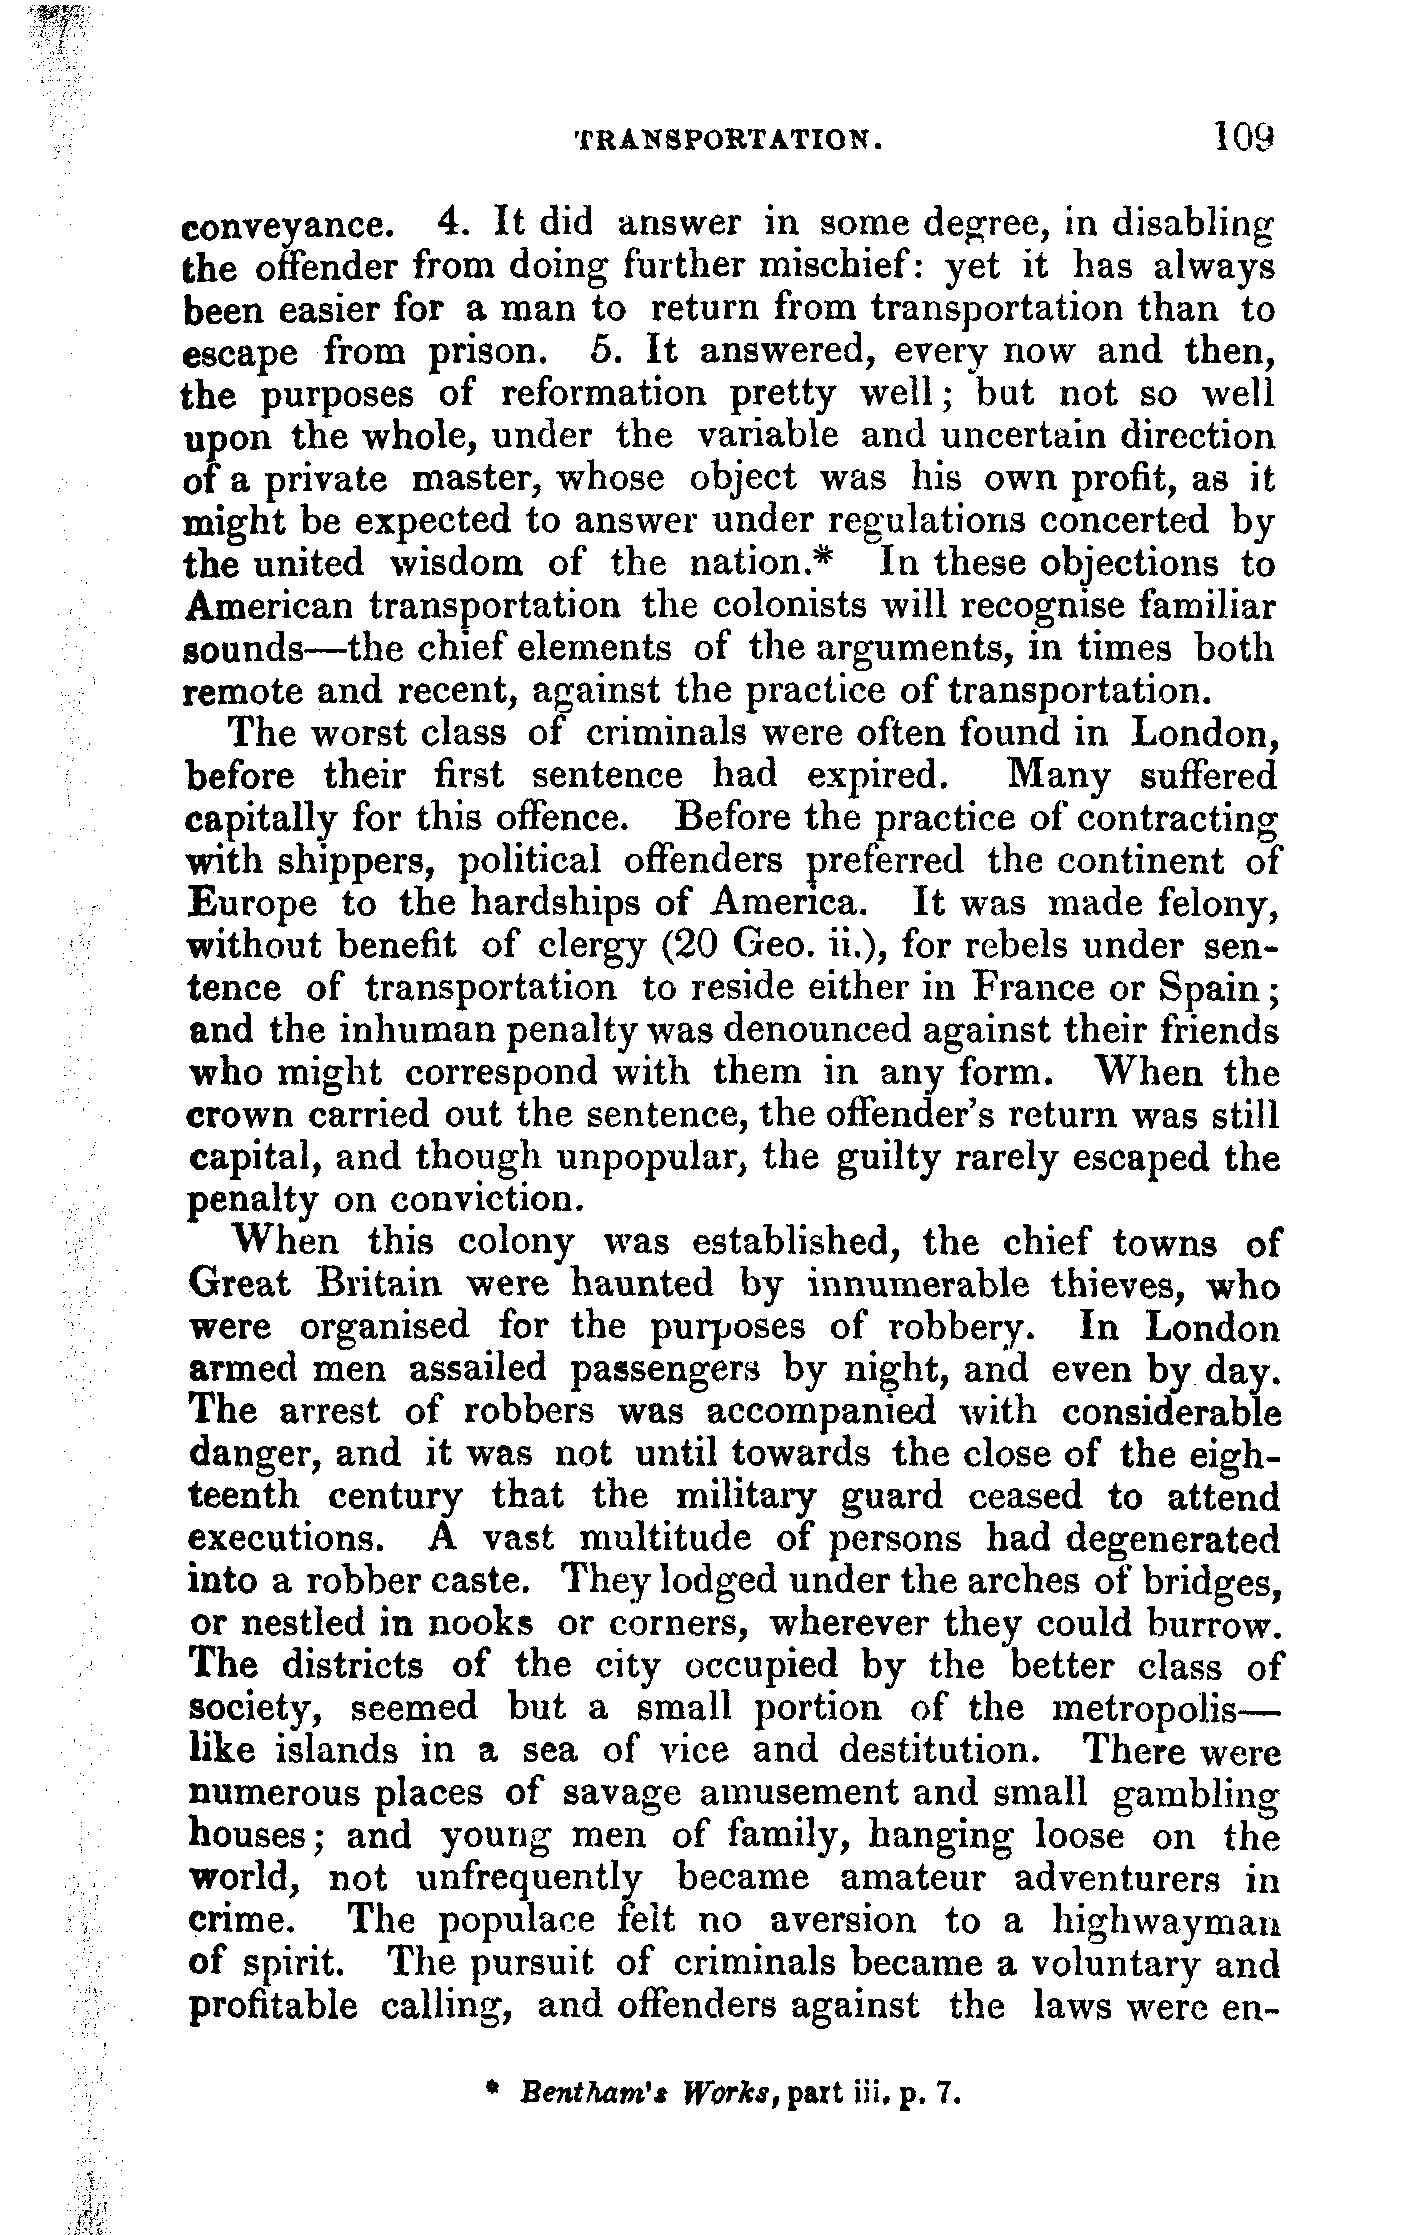 TRANSPORTATION. 109
conveyance. 4. It did answer in some degree, in disabling
the offender from doing further mischief: yet it has always
been easier for a man to return from transportation than to
escape from prison. 5. It answered, every now and then,
the purposes of reformation pretty well; but not so well
upon the whole, under the variable and uncertain direction
of a private master, whose object was his own profit, as it
might be expected to answer under regulations concerted by
the united wisdom of the nation.* In these objections to
American transportation the colonists will recognise familiar
sounds—the chief elements of the arguments, in times both
remote and recent, against the practice of transportation.
The worst class of criminals were often found in London,
before their first sentence had expired. Many suffered
capitally for this offence. Before the practice of contracting
with shippers, political offenders preferred the continent of
Europe to the hardships of America. It was made felony,
without benefit of clergy (20 Geo. ii.), for rebels under sen-
tence of transportation to reside either in France or Spain;
and the inhuman penalty was denounced against their friends
who might correspond with them in any form. When the
crown carried out the sentence, the offender's return was still
capital, and though unpopular, the guilty rarely escaped the
penalty on conviction.
When this colony was established, the chief towns of
Great Britain were haunted by innumerable thieves, who
were organised for the purposes of robbery. In London
armed men assailed passengers by night, and even by day.
The arrest of robbers was accompanied with considerable
danger, and it was not until towards the close of the eigh-
teenth century that the military guard ceased to attend
executions. A vast multitude of persons had degenerated
into a robber caste. They lodged under the arches of bridges,
or nestled in nooks or corners, wherever they could burrow.
The districts of the city occupied by the better class of
society, seemed but a small portion of the metropolis—
like islands in a sea of vice and destitution. There were
numerous places of savage amusement and small gambling
houses; and young men of family, hanging loose on the
world, not unfrequently became amateur adventurers in
crime. The populace felt no aversion to a highwayman
of spirit. The pursuit of criminals became a voluntary and
profitable calling, and offenders against the laws were en-
* Bentham's Works, part iii. p. 7.